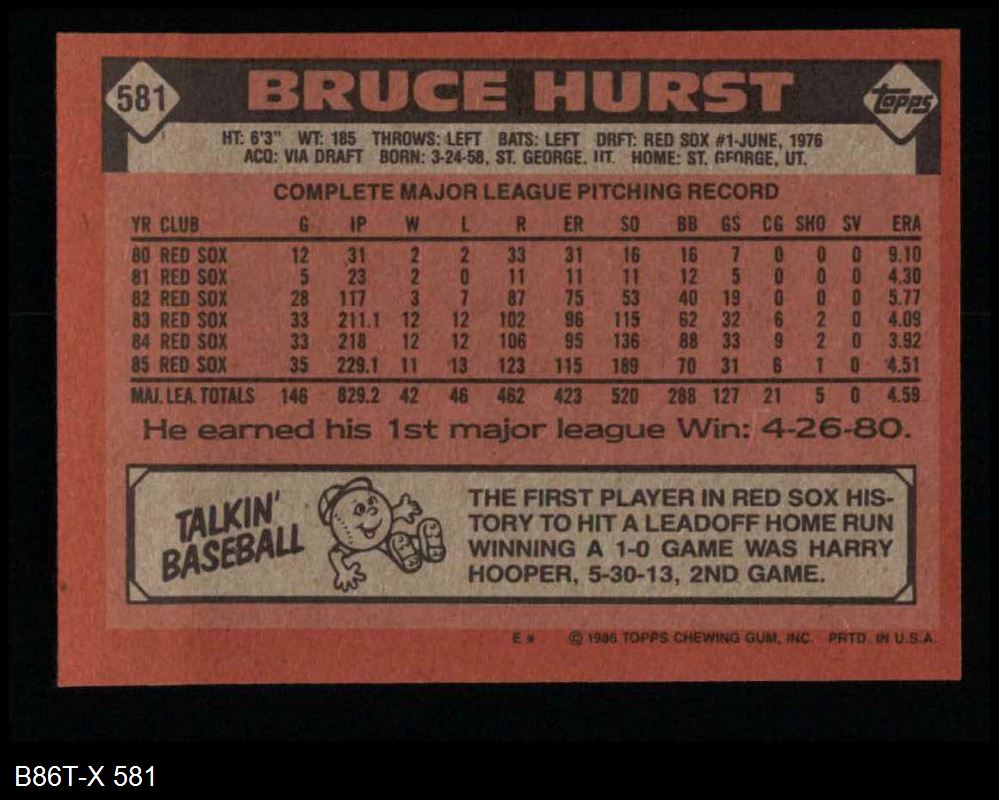 581 BRUCE HURST topps
HT: 6'3" WT: 185 THROWS: LEFT BATS: LEFT DRFT: RED SOX #1-JUNE, 1976
ACQ: VIA DRAFT BORN: 3-24-58, ST. GEORGE, UT. HOME: ST. GEORGE, UT.
COMPLETE MAJOR LEAGUE PITCHING RECORD
YR CLUB G IP W L R ER SO BB GS CG SHO SV ERA
80 RED SOX 12 31 2 2 33 31 16 16 7 0 0 0 9.10
81 RED SOX 5 23 2 0 11 11 11 12 5 0 0 0 4.30
82 RED SOX 28 117 3 7 87 75 53 40 19 0 0 0 5.77
83 RED SOX 33 211.1 12 12 102 96 115 62 32 6 2 0 4.09
84 RED SOX 33 218 12 12 106 95 136 88 33 9 2 0 3.92
85 RED SOX 35 229.1 11 13 123 115 189 70 31 6 1 0 4.51
MAJ. LEA. TOTALS 146 829.2 42 46 462 423 520 288 127 21 5 0 4.59
He earned his 1st major league Win: 4-26-80.
TALKIN'
BASEBALL
THE FIRST PLAYER IN RED SOX HIS-
TORY TO HIT A LEADOFF HOME RUN
WINNING A 1-0 GAME WAS HARRY
HOOPER, 5-30-13, 2ND GAME.
E * © 1986 TOPPS CHEWING GUM, INC. PRTD. IN U.S.A.
B86T-X 581